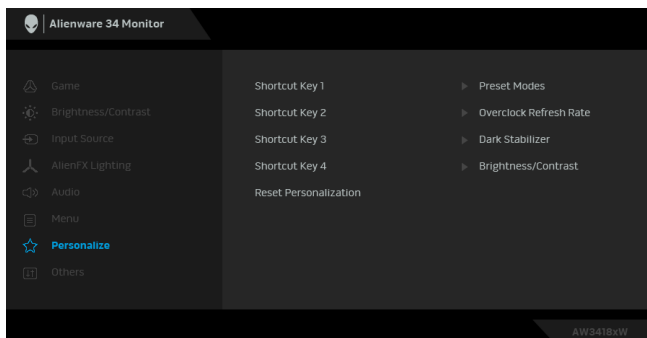 Alienware 34 Monitor
Game
Brightness/Contrast
Input Source
AlienFX Lighting
Audio
Menu
Personalize
Others
Shortcut Key 1 Preset Modes
Shortcut Key 2 Overclock Refresh Rate
Shortcut Key 3 Dark Stabilizer
Shortcut Key 4 Brightness/Contrast
Reset Personalization
AW3418xW